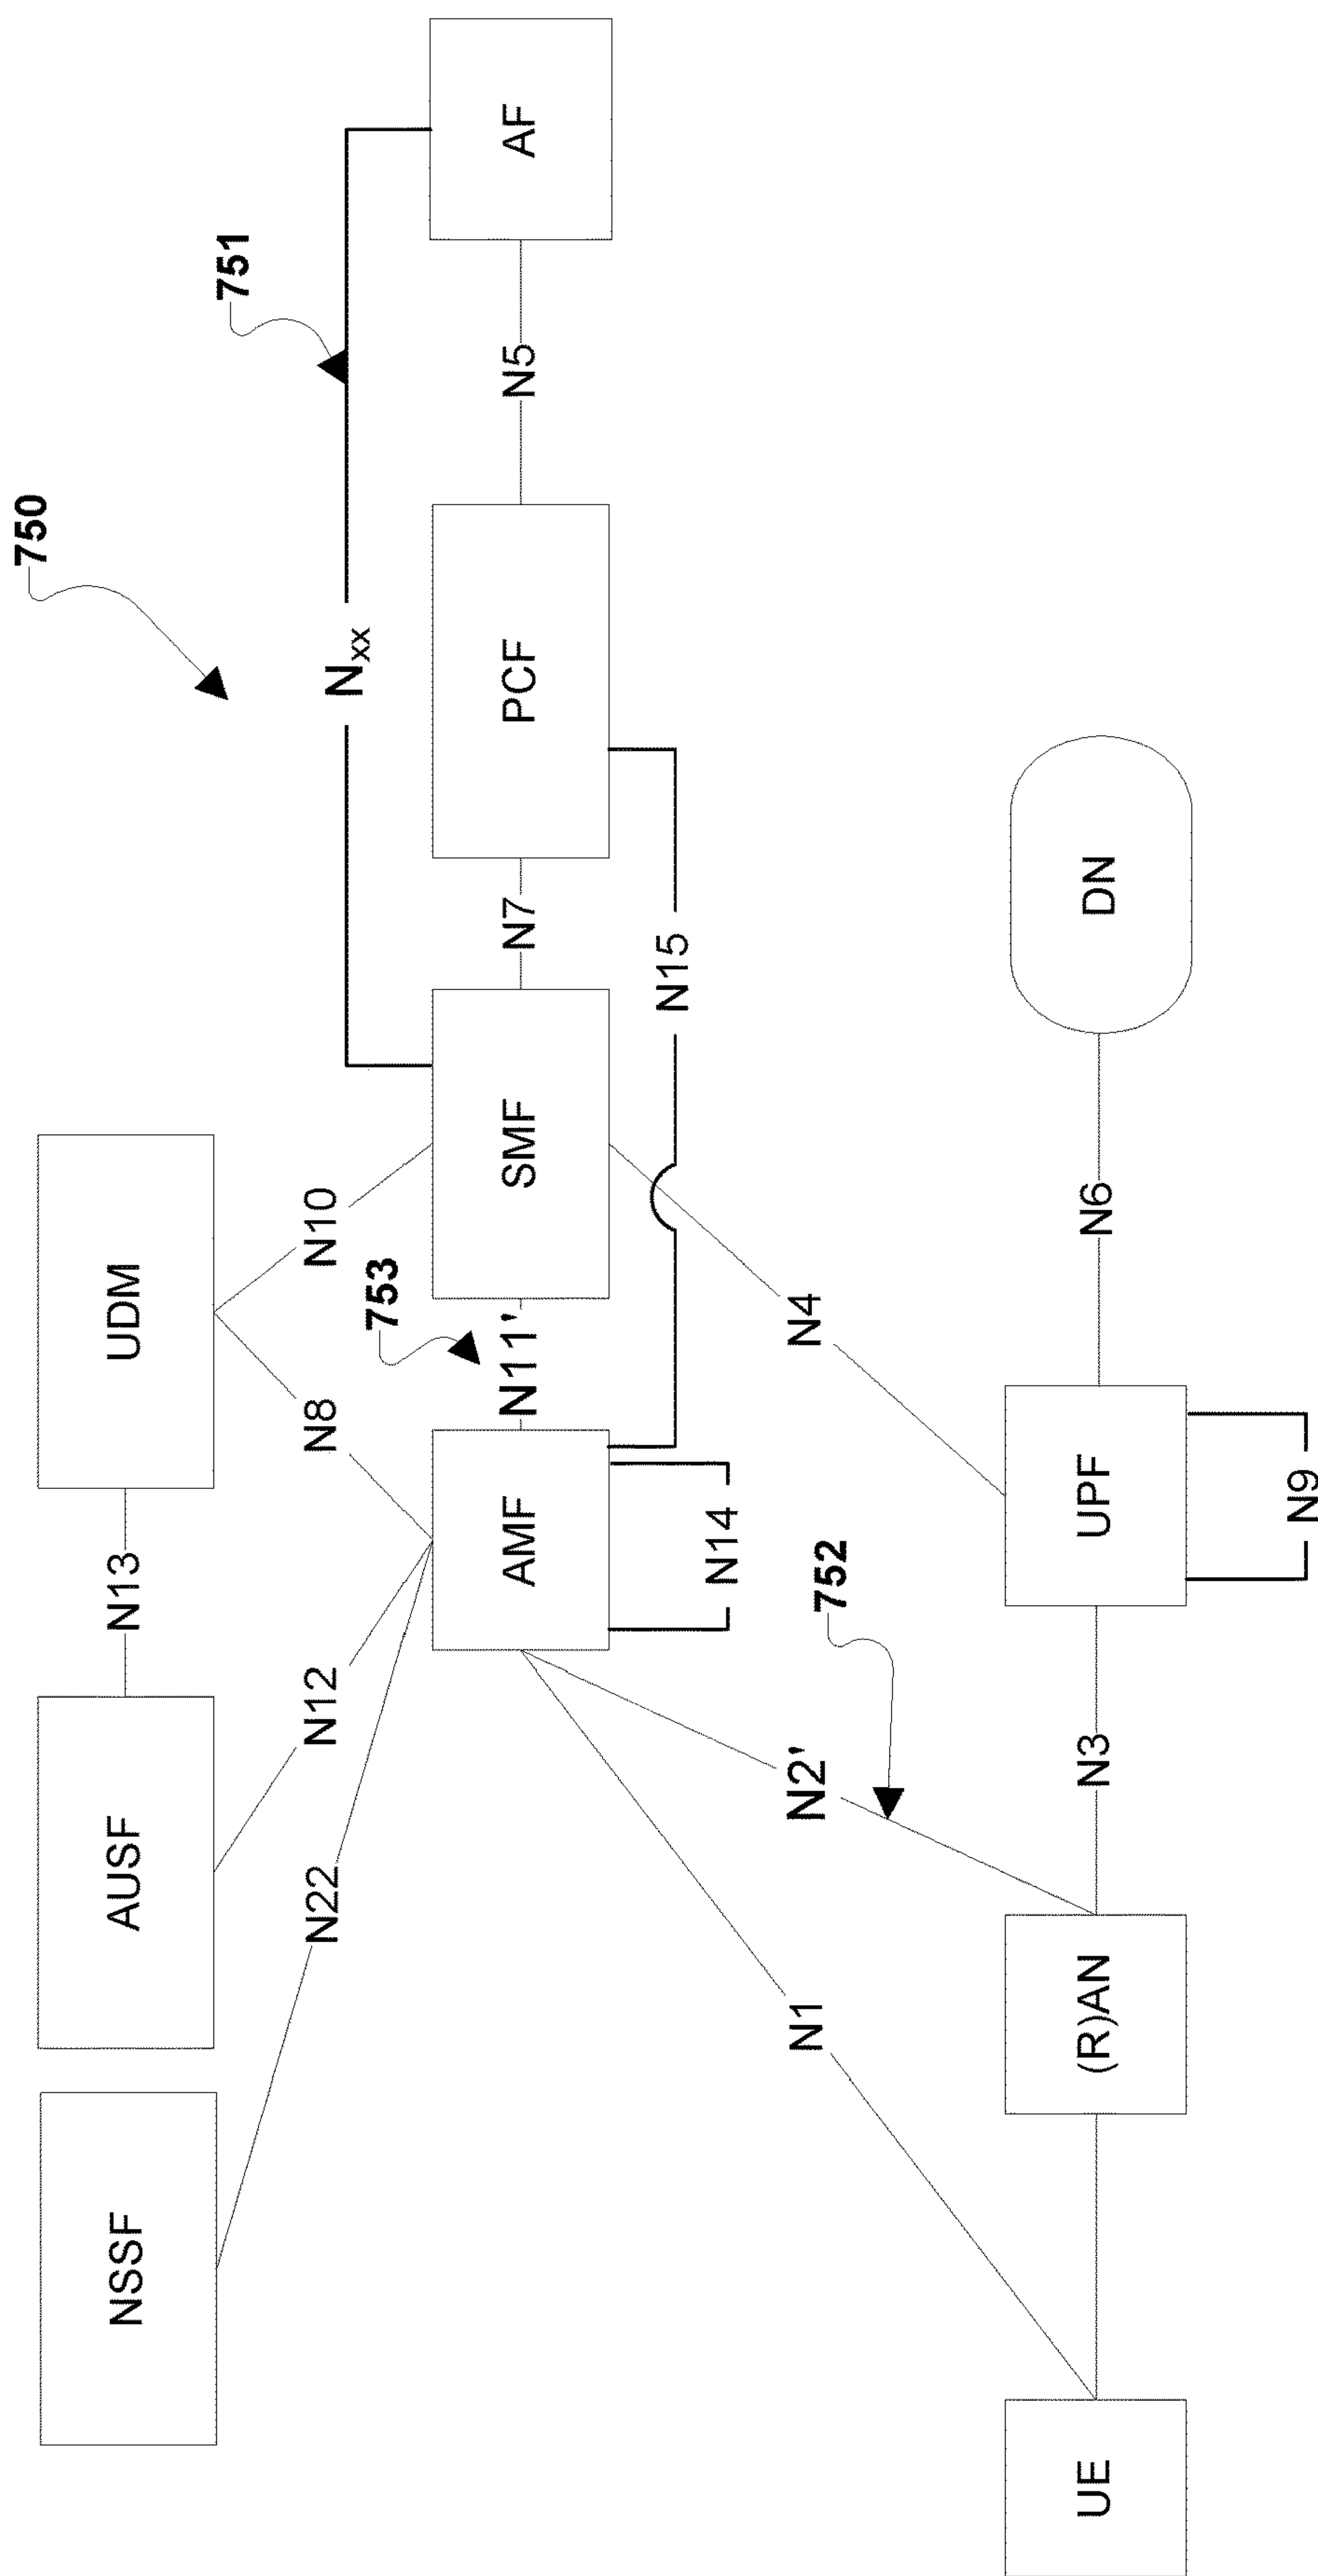 750
751
NSSF
AUSF
N13
UDM
N22
N12
N8
N10
Nxx
753
AMF
N11'
SMF
N7
PCF
N5
AF
N14
N15
752
N1
N2'
N4
UE
(R)AN
N3
UPF
N6
DN
N9